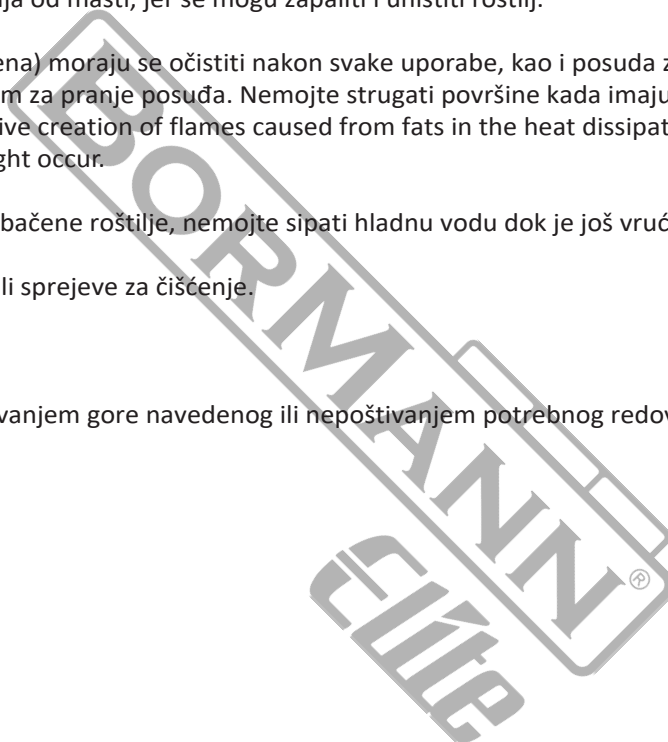 ja od masti, jer se mogu zapaliti i uništiti roštilj.
ena) moraju se očistiti nakon svake uporabe, kao i posuda z
m za pranje posuđa. Nemojte strugati površine kada imaju
ive creation of flames caused from fats in the heat dissipat
ght occur.
bačene roštilje, nemojte sipati hladnu vodu dok je još vruć
li sprejeve za čišćenje.
vanjem gore navedenog ili nepoštivanjem potrebnog redov
BORMANN®
Elite